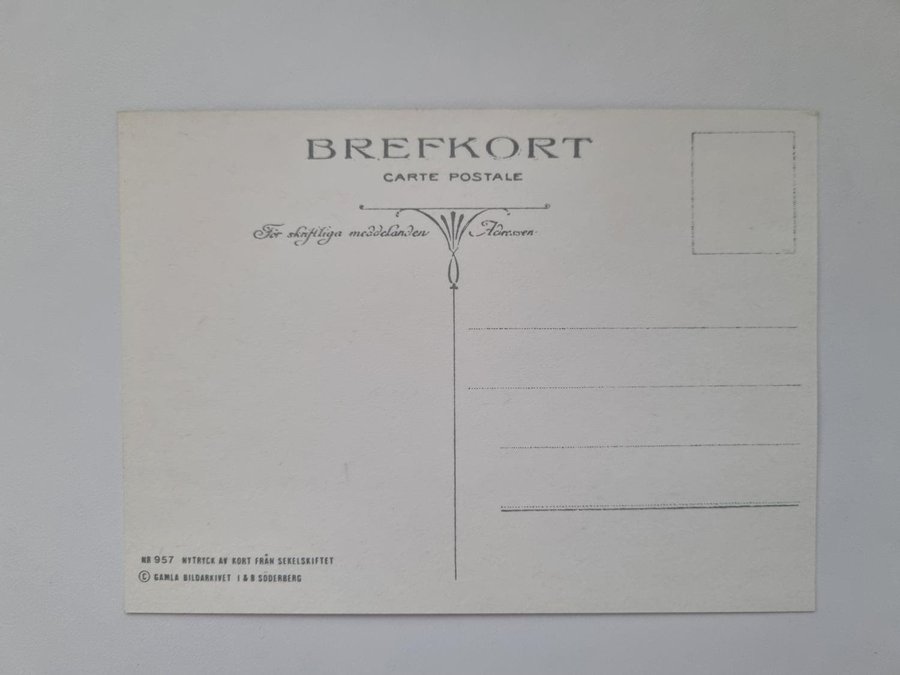 BREFKORT
CARTE POSTALE
För skriftliga meddelanden
Adressen.
NR 957 NYTRYCK AV KORT FRÅN SEKELSKIFTET
© GAMLA BILDARKIVET I & B SÖDERBERG